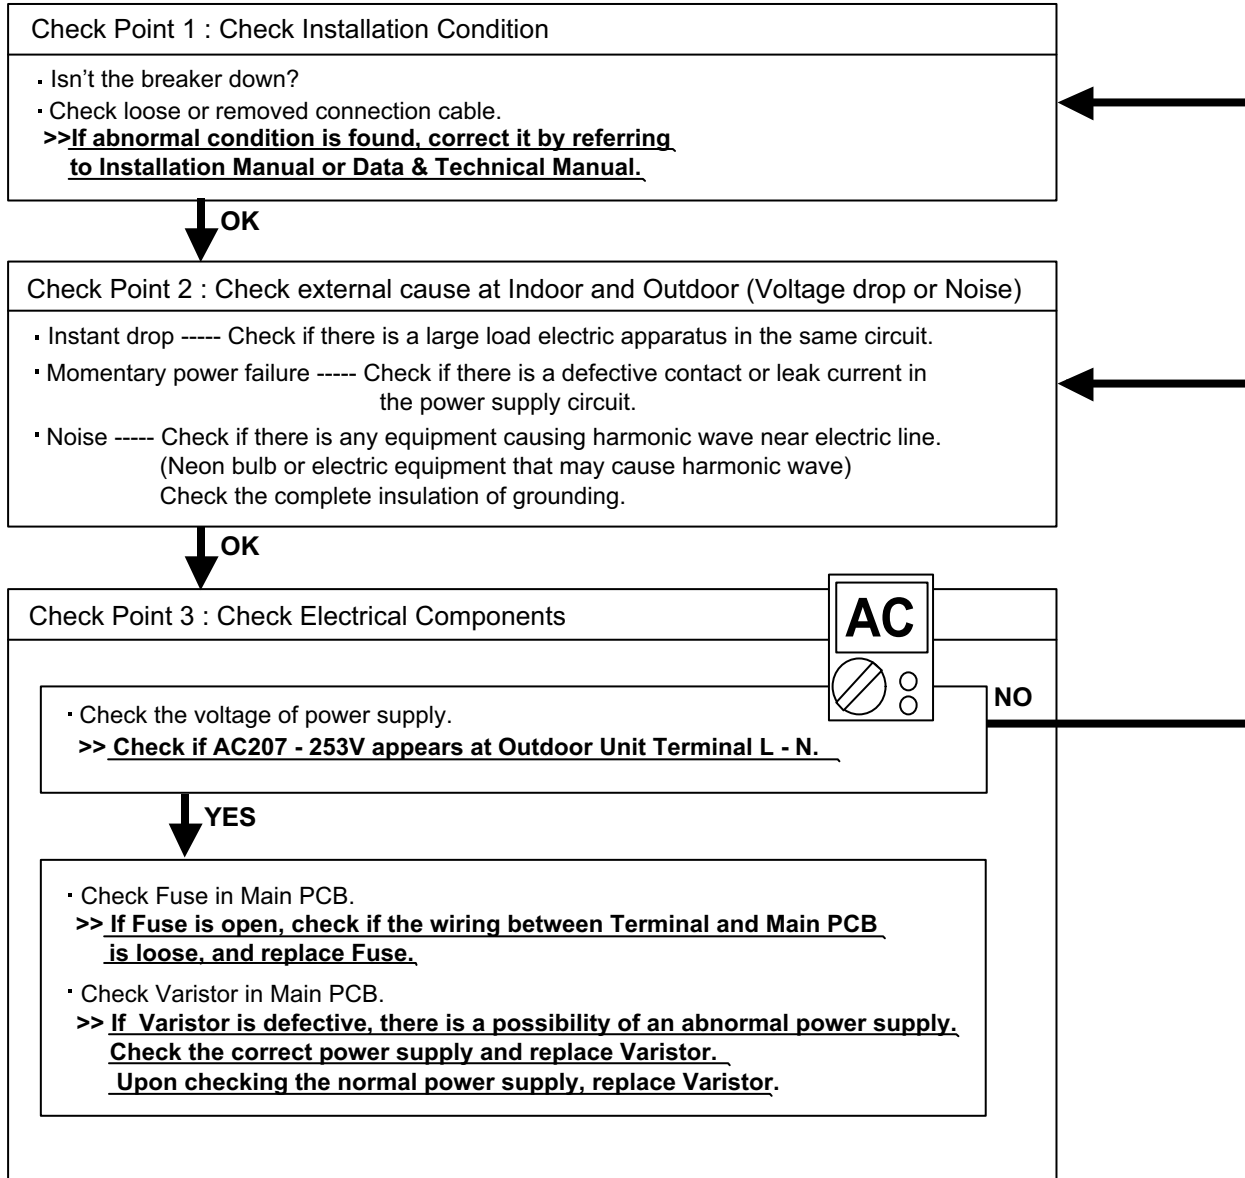 Check Point 1 : Check Installation Condition
· Isn’t the breaker down?
· Check loose or removed connection cable.
>>If abnormal condition is found, correct it by referring
to Installation Manual or Data & Technical Manual.
OK
Check Point 2 : Check external cause at Indoor and Outdoor (Voltage drop or Noise)
· Instant drop ----- Check if there is a large load electric apparatus in the same circuit.
· Momentary power failure ----- Check if there is a defective contact or leak current in
the power supply circuit.
· Noise ----- Check if there is any equipment causing harmonic wave near electric line.
(Neon bulb or electric equipment that may cause harmonic wave)
Check the complete insulation of grounding.
OK
Check Point 3 : Check Electrical Components
AC
· Check the voltage of power supply.
>> Check if AC207 - 253V appears at Outdoor Unit Terminal L - N.
NO
YES
· Check Fuse in Main PCB.
>> If Fuse is open, check if the wiring between Terminal and Main PCB
is loose, and replace Fuse.
· Check Varistor in Main PCB.
>> If Varistor is defective, there is a possibility of an abnormal power supply.
Check the correct power supply and replace Varistor.
Upon checking the normal power supply, replace Varistor.